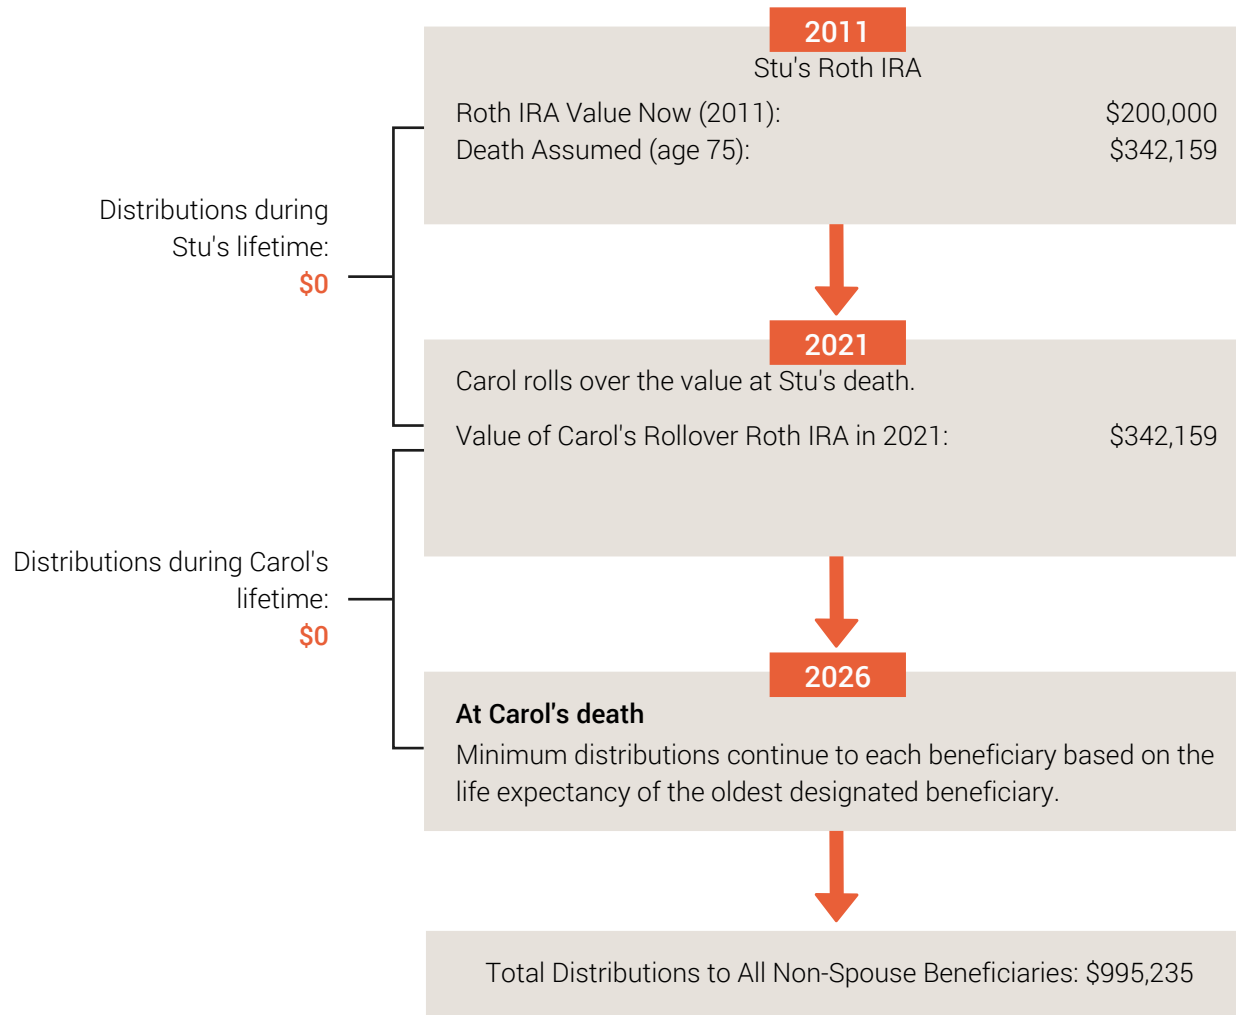 2011
Stu's Roth IRA
Roth IRA Value Now (2011): $200,000
Death Assumed (age 75): $342,159
Distributions during
Stu's lifetime:
$0
2021
Carol rolls over the value at Stu's death.
Value of Carol's Rollover Roth IRA in 2021: $342,159
Distributions during Carol's
lifetime:
$0
2026
At Carol's death
Minimum distributions continue to each beneficiary based on the
life expectancy of the oldest designated beneficiary.
Total Distributions to All Non-Spouse Beneficiaries: $995,235